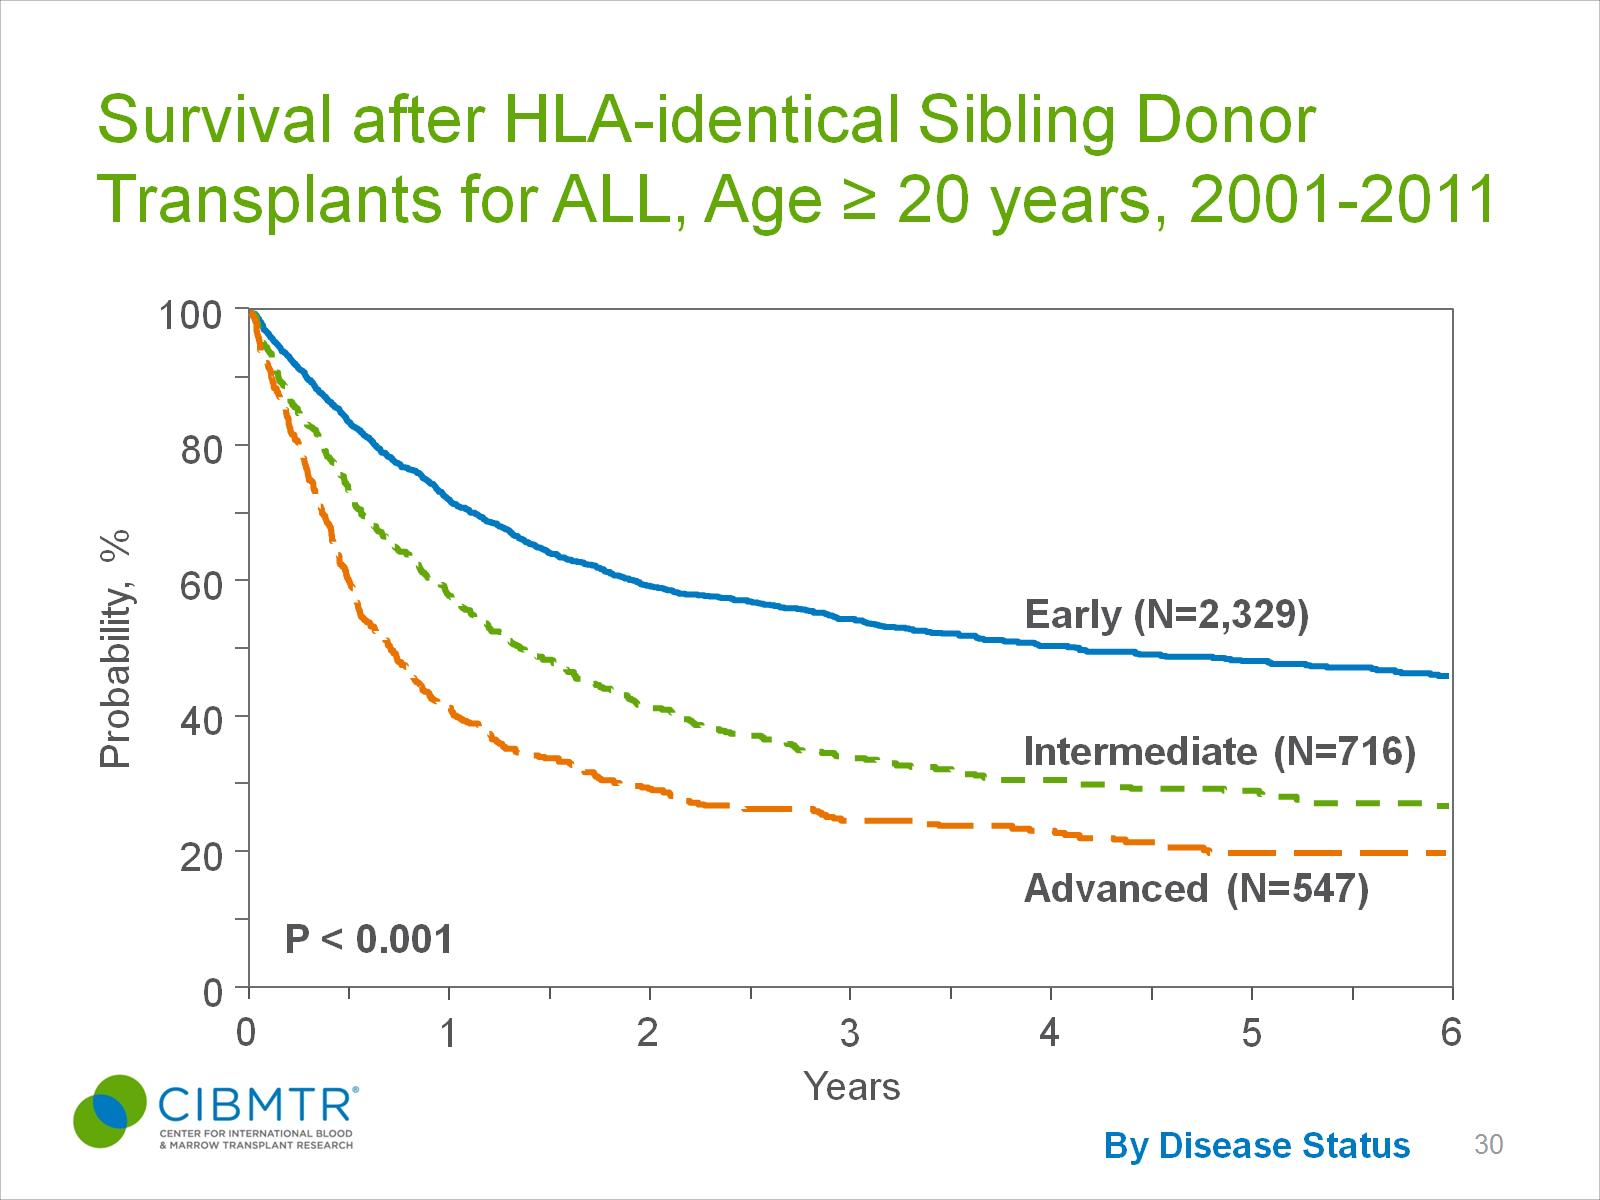 Survival after HLA-identical Sibling Donor
Transplants for ALL, Age ≥ 20 years, 2001-2011
100
80
60
40
20
0
Probability, %
Early (N=2,329)
Intermediate (N=716)
Advanced (N=547)
P < 0.001
0 1 2 3 4 5 6
Years
CIBMTR®
CENTER FOR INTERNATIONAL BLOOD
& MARROW TRANSPLANT RESEARCH
By Disease Status
30